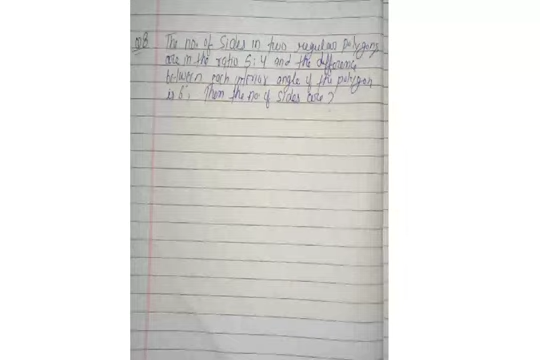 Q8 The no. of sides in two regular polygons
are in the ratio 5:4 and the difference
between each interior angle of the polygon
is 6°. Then the no of sides are?